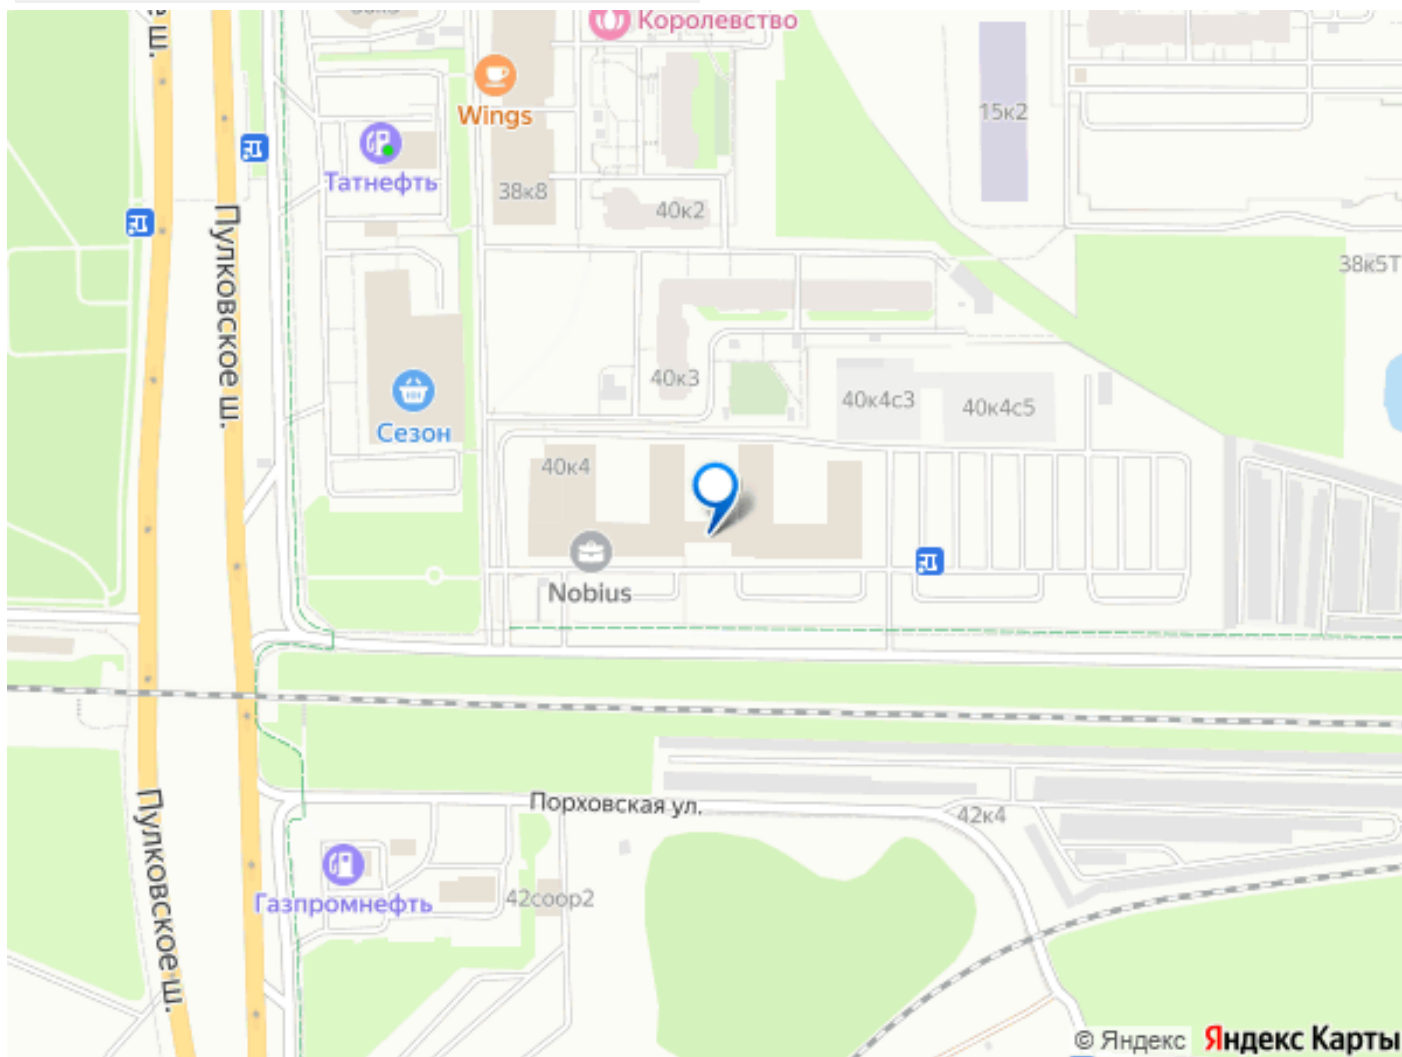 Королевство
Wings
15к2
Татнефть
38к8
40к2
Пулковское ш.
38к5Т
40к3
40к4с3
40к4с5
Сезон
40к4
Nobius
Порховская ул.
42к4
Пулковское ш.
Газпромнефть
42соор2
© Яндекс Яндекс Карты